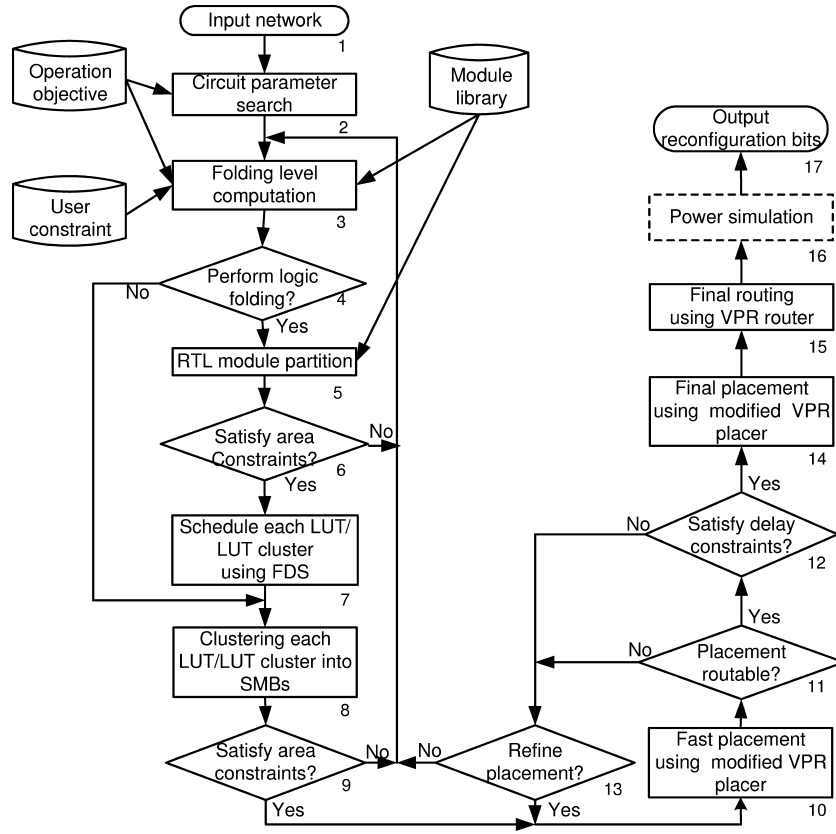 Input network
1
Operation
objective
Circuit parameter
search
2
Module
library
User
constraint
Folding level
computation
3
Perform logic
folding?
4
No
Yes
RTL module partition
5
Satisfy area
Constraints?
6
No
Yes
Schedule each LUT/
LUT cluster
using FDS
7
Clustering each
LUT/LUT cluster into
SMBs
8
Satisfy area
constraints?
9
No
Yes
No
Refine
placement?
13
Yes
Fast placement
using modified VPR
placer
10
Placement
routable?
11
No
Yes
Satisfy delay
constraints?
12
No
Yes
Final placement
using modified VPR
placer
14
Final routing
using VPR router
15
Power simulation
16
Output
reconfiguration bits
17